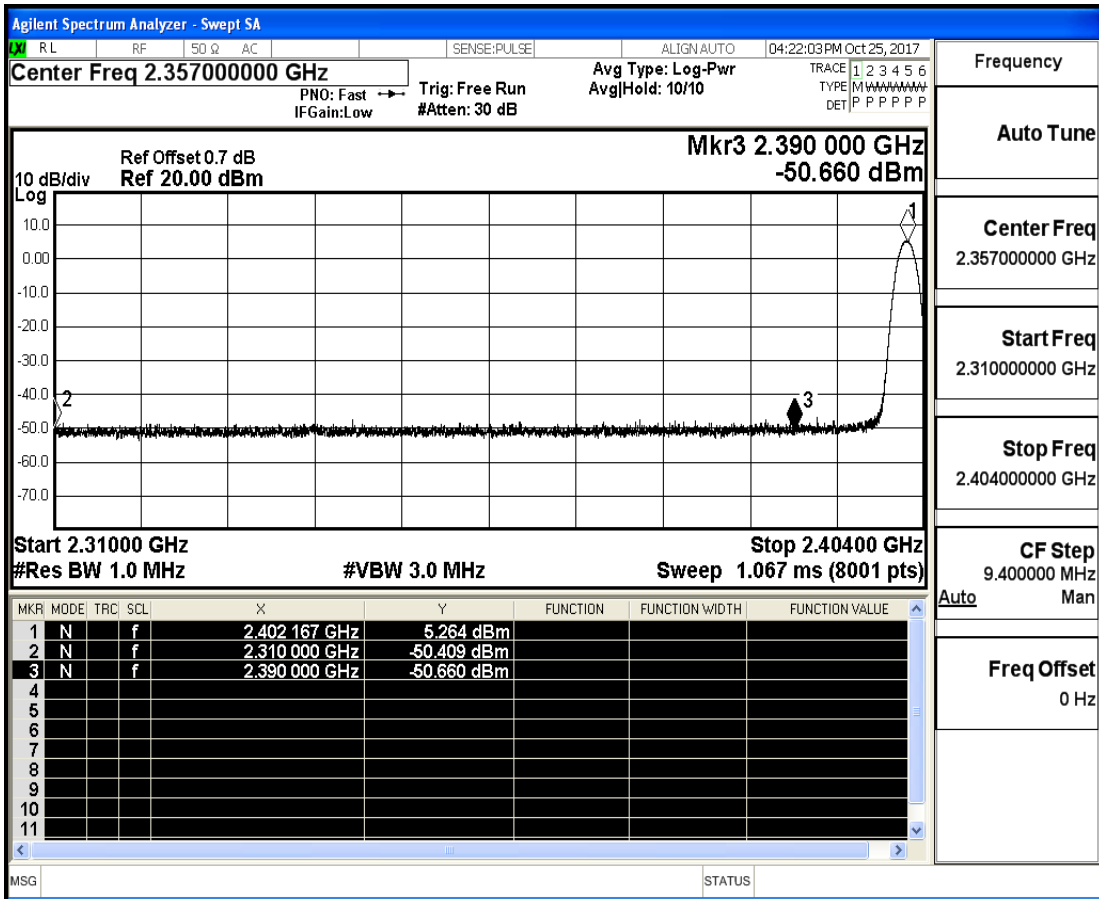 Agilent Spectrum Analyzer - Swept SA
LXI RL RF 50 Ω AC SENSE:PULSE ALIGN AUTO 04:22:03 PM Oct 25, 2017
Center Freq 2.357000000 GHz
PNO: Fast
IFGain:Low
Trig: Free Run
#Atten: 30 dB
Avg Type: Log-Pwr
Avg|Hold: 10/10
TRACE 1 2 3 4 5 6
TYPE M
DET P P P P P P
Mkr3 2.390 000 GHz
-50.660 dBm
Ref Offset 0.7 dB
10 dB/div Ref 20.00 dBm
Log
10.0
0.00
-10.0
-20.0
-30.0
-40.0
-50.0
-60.0
-70.0
1
2
3
Start 2.31000 GHz Stop 2.40400 GHz
#Res BW 1.0 MHz #VBW 3.0 MHz Sweep 1.067 ms (8001 pts)
MKR MODE TRC SCL X Y FUNCTION FUNCTION WIDTH FUNCTION VALUE
1 N f 2.402 167 GHz 5.264 dBm
2 N f 2.310 000 GHz -50.409 dBm
3 N f 2.390 000 GHz -50.660 dBm
4
5
6
7
8
9
10
11
MSG STATUS
Frequency
Auto Tune
Center Freq
2.357000000 GHz
Start Freq
2.310000000 GHz
Stop Freq
2.404000000 GHz
CF Step
9.400000 MHz
Auto Man
Freq Offset
0 Hz